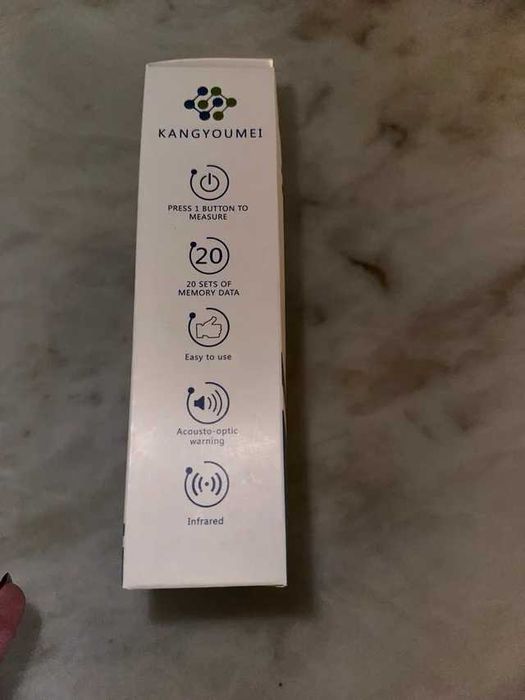 KANGYOUMEI
PRESS 1 BUTTON TO
MEASURE
20
20 SETS OF
MEMORY DATA
Easy to use
Acousto-optic
warning
Infrared